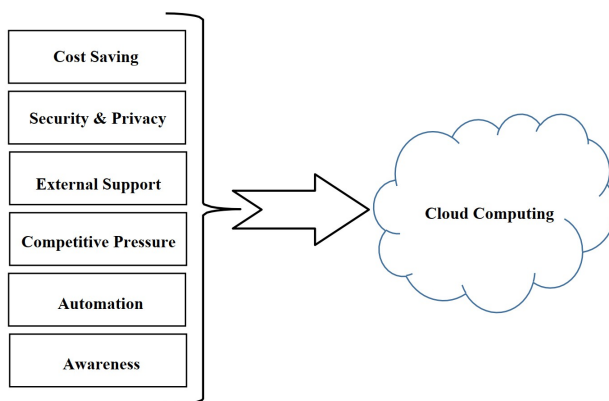 Cost Saving
Security & Privacy
External Support
Competitive Pressure
Automation
Awareness
Cloud Computing